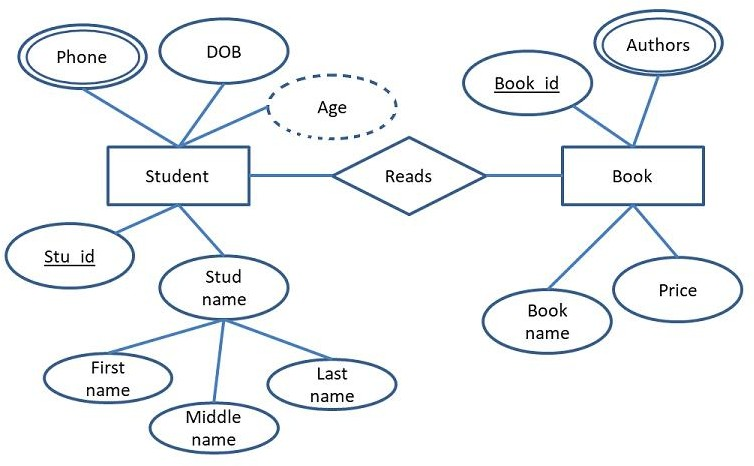 Phone
DOB
Age
Book_id
Authors
Student
Reads
Book
Stu_id
Stud
name
Book
name
Price
First
name
Middle
name
Last
name